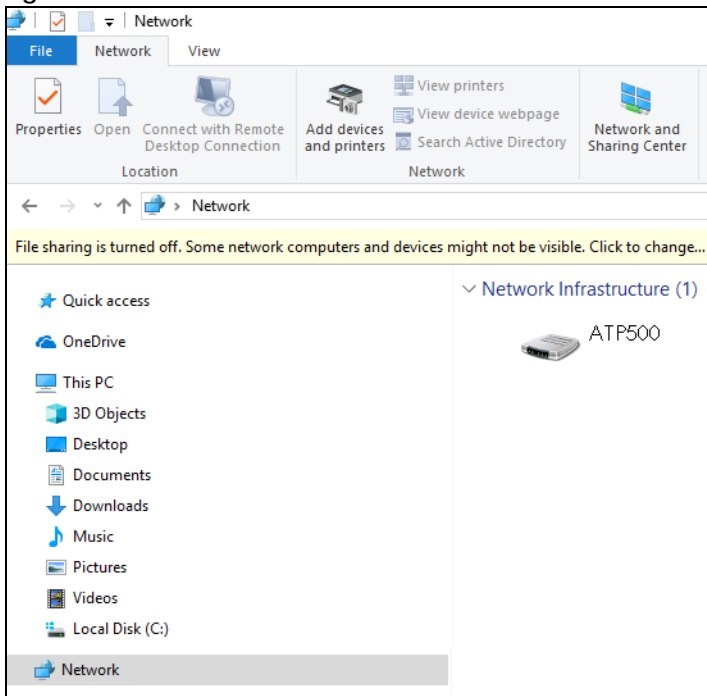 Network
File Network View
Properties Open Connect with Remote Desktop Connection Add devices and printers View printers
View device webpage
Search Active Directory Network and Sharing Center
Location Network
Network
File sharing is turned off. Some network computers and devices might not be visible. Click to change...
Quick access
OneDrive
This PC
3D Objects
Desktop
Documents
Downloads
Music
Pictures
Videos
Local Disk (C:)
Network
Network Infrastructure (1)
ATP500